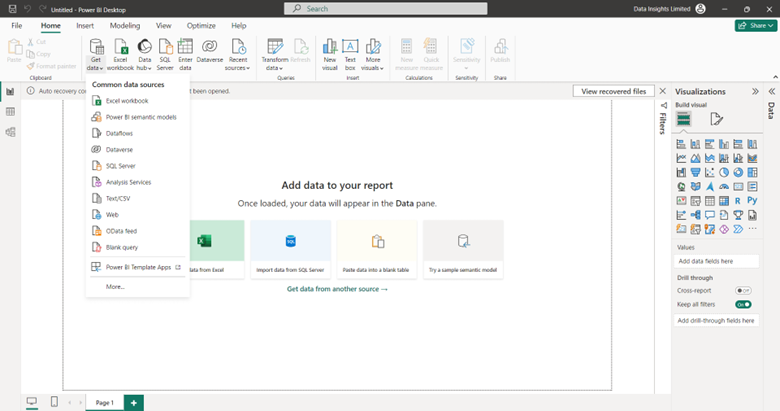 Untitled - Power BI Desktop
Search
Data Insights Limited
File
Home
Insert
Modeling
View
Optimize
Help
Share
Paste
Cut
Copy
Format painter
Clipboard
Get data
Excel workbook
Data hub
SQL Server
Enter data
Dataverse
Recent sources
Transform data
Refresh
Queries
New visual
Text box
More visuals
Insert
New measure
Quick measure
Calculations
Sensitivity
Sensitivity
Publish
Share
Auto recovery co
t been opened.
View recovered files
Common data sources
Excel workbook
Power BI semantic models
Dataflows
Dataverse
SQL Server
Analysis Services
Text/CSV
Web
OData feed
Blank query
Power BI Template Apps
More...
Add data to your report
Once loaded, your data will appear in the Data pane.
data from Excel
SQL
Import data from SQL Server
Paste data into a blank table
Try a sample semantic model
Get data from another source →
Filters
Visualizations
Build visual
R
Py
...
Values
Add data fields here
Drill through
Cross-report
Off
Keep all filters
On
Add drill-through fields here
Data
Page 1